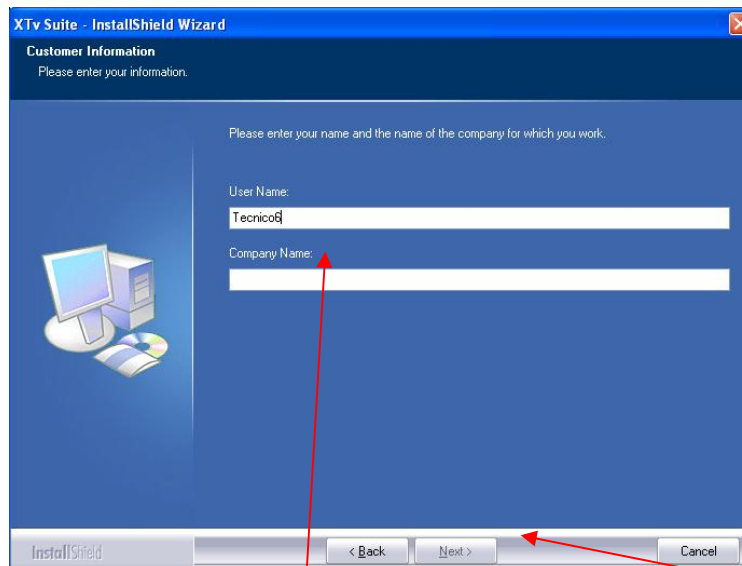 XTv Suite - InstallShield Wizard
Customer Information
Please enter your information.
Please enter your name and the name of the company for which you work.
User Name:
Tecnico6
Company Name:
InstallShield
< Back
Next >
Cancel